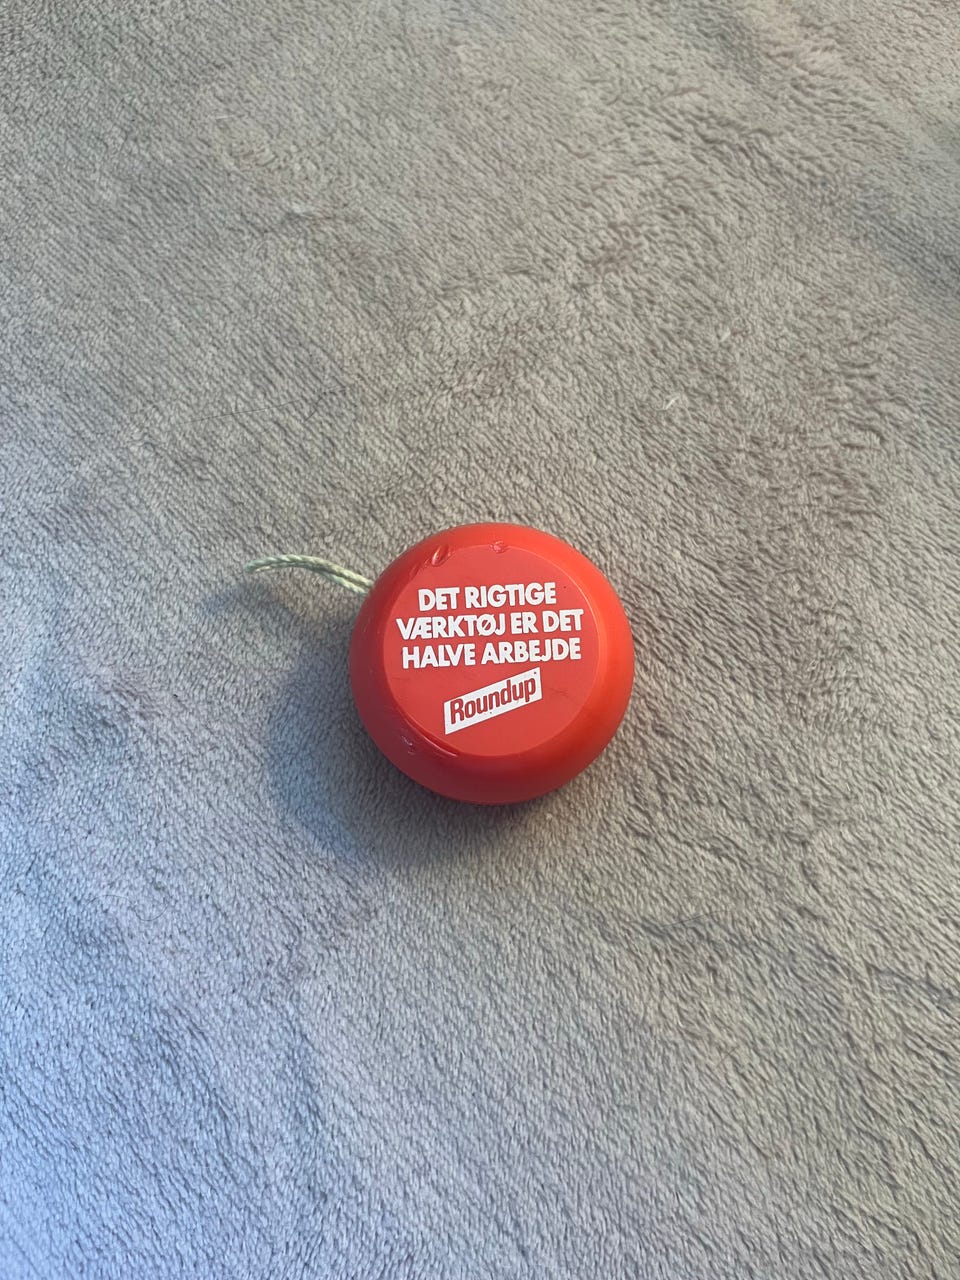 DET RIGTIGE
VÆRKTØJ ER DET
HALVE ARBEJDE
Roundup